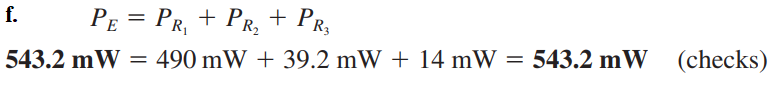 f. P_E = P_R₁ + P_R₂ + P_R₃
543.2 mW = 490 mW + 39.2 mW + 14 mW = 543.2 mW (checks)